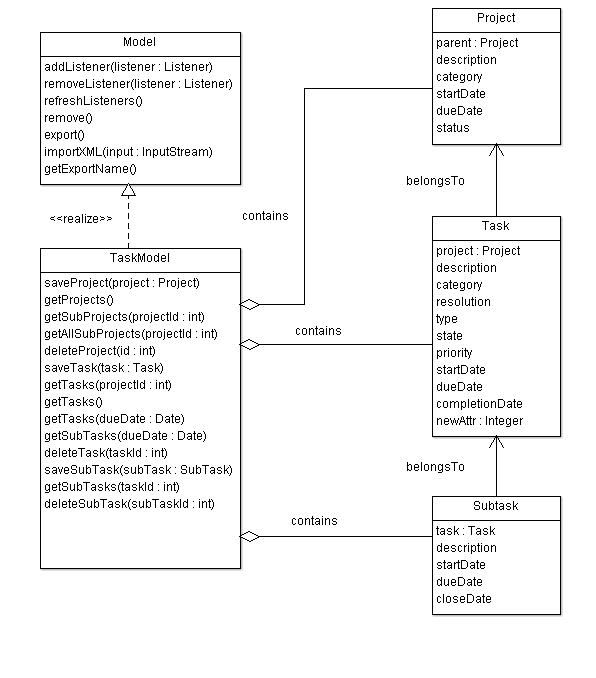 Model
addListener(listener : Listener)
removeListener(listener : Listener)
refreshListeners()
remove()
export()
importXML(input : InputStream)
getExportName()
<<realize>>
TaskModel
saveProject(project : Project)
getProjects()
getSubProjects(projectId : int)
getAllSubProjects(projectId : int)
deleteProject(id : int)
saveTask(task : Task)
getTasks(projectId : int)
getTasks()
getTasks(dueDate : Date)
getSubTasks(dueDate : Date)
deleteTask(taskId : int)
saveSubTask(subTask : SubTask)
getSubTasks(taskId : int)
deleteSubTask(subTaskId : int)
contains
contains
contains
Project
parent : Project
description
category
startDate
dueDate
status
belongsTo
Task
project : Project
description
category
resolution
type
state
priority
startDate
dueDate
completionDate
newAttr : Integer
belongsTo
Subtask
task : Task
description
startDate
dueDate
closeDate